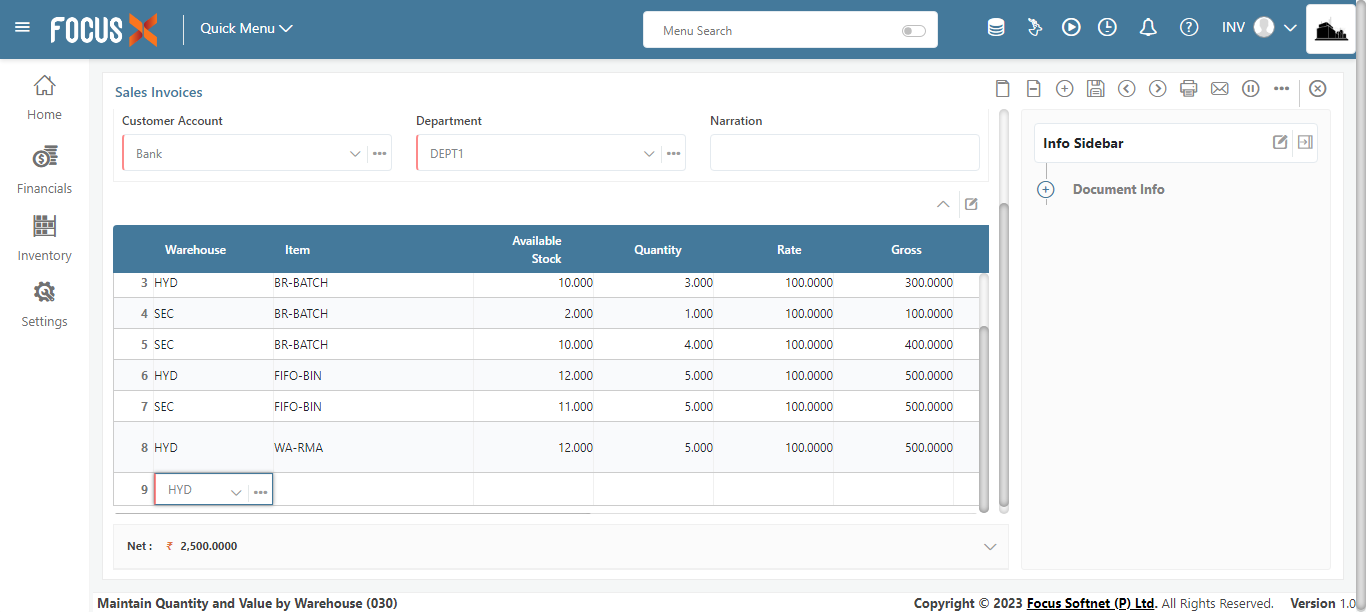 FOCUS X Quick Menu Menu Search INV
Home
Financials
Inventory
Settings
Sales Invoices
Customer Account Department Narration
Bank DEPT1
Info Sidebar
Document Info
Warehouse Item Available Stock Quantity Rate Gross
3 HYD BR-BATCH 10.000 3.000 100.0000 300.0000
4 SEC BR-BATCH 2.000 1.000 100.0000 100.0000
5 SEC BR-BATCH 10.000 4.000 100.0000 400.0000
6 HYD FIFO-BIN 12.000 5.000 100.0000 500.0000
7 SEC FIFO-BIN 11.000 5.000 100.0000 500.0000
8 HYD WA-RMA 12.000 5.000 100.0000 500.0000
9 HYD
Net : ₹ 2,500.0000
Maintain Quantity and Value by Warehouse (030) Copyright © 2023 Focus Softnet (P) Ltd. All Rights Reserved. Version 1.0